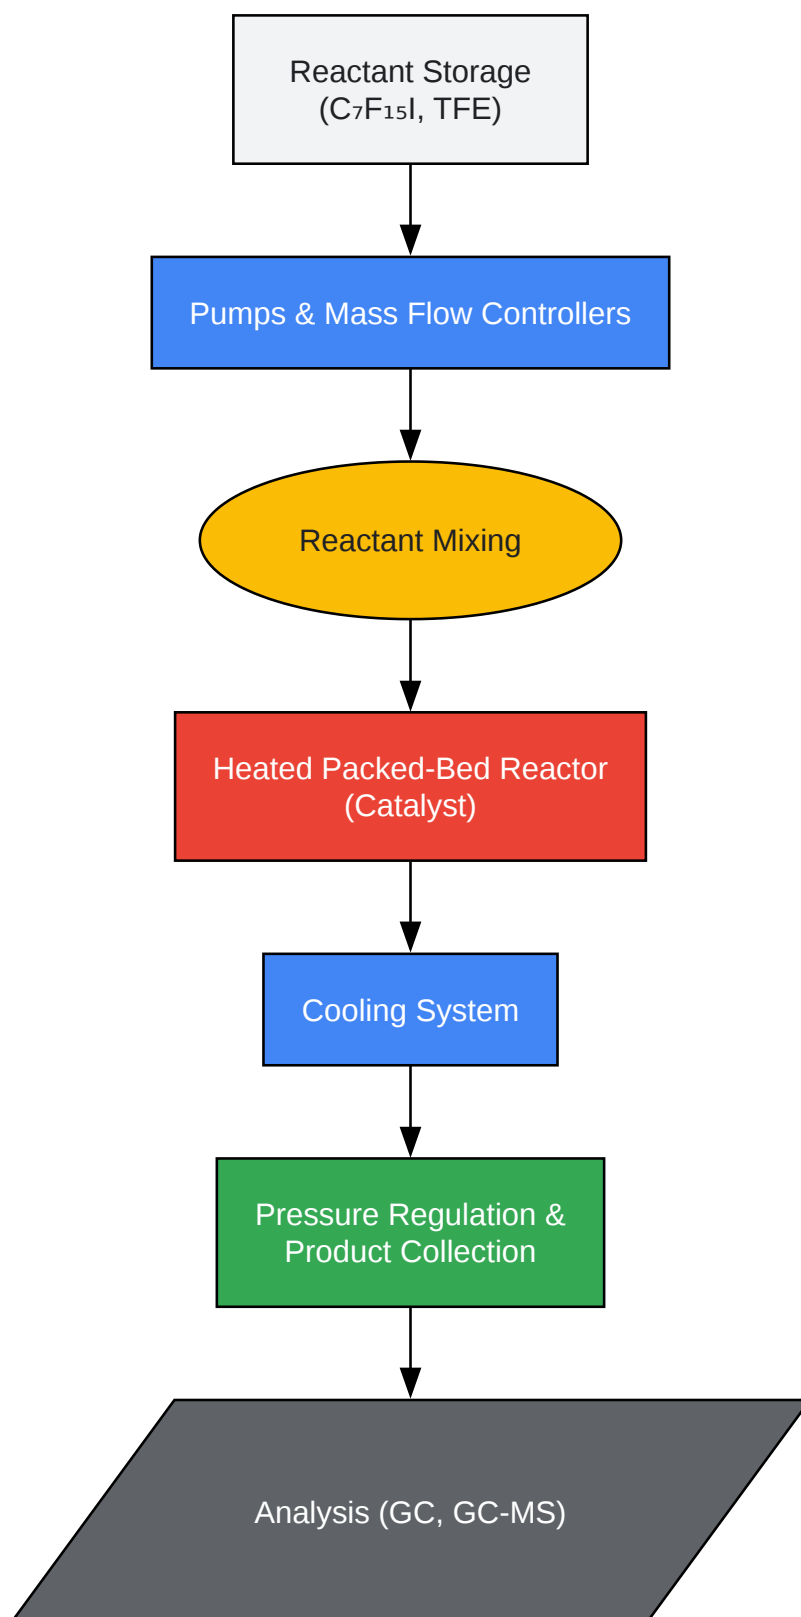 Reactant Storage
(C₇F₁₅I, TFE)
Pumps & Mass Flow Controllers
Reactant Mixing
Heated Packed-Bed Reactor
(Catalyst)
Cooling System
Pressure Regulation &
Product Collection
Analysis (GC, GC-MS)